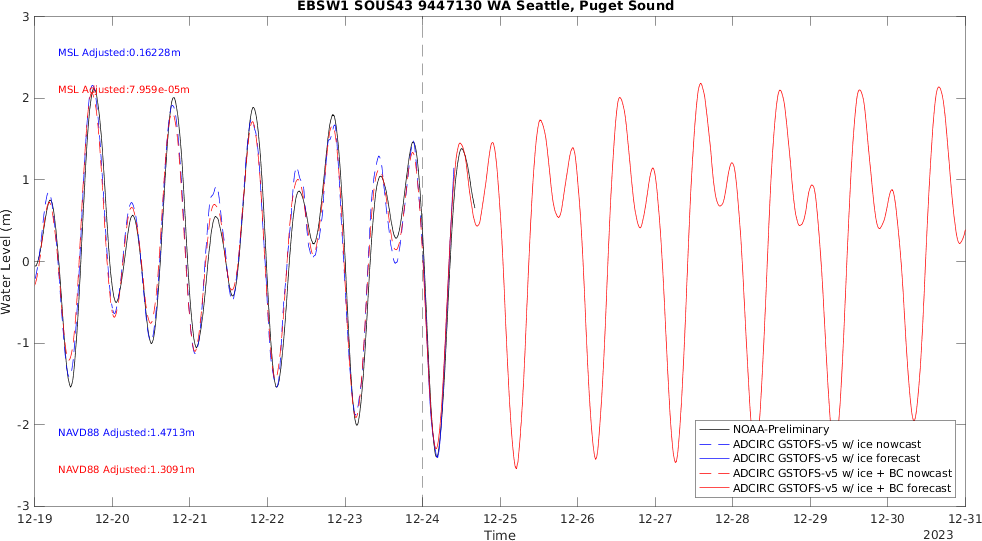 EBSW1 SOUS43 9447130 WA Seattle, Puget Sound
3
2
1
0
-1
-2
-3
Water Level (m)
MSL Adjusted:0.16228m
MSL Adjusted:7.959e-05m
NAVD88 Adjusted:1.4713m
NAVD88 Adjusted:1.3091m
NOAA-Preliminary
ADCIRC GSTOFS-v5 w/ ice nowcast
ADCIRC GSTOFS-v5 w/ ice forecast
ADCIRC GSTOFS-v5 w/ ice + BC nowcast
ADCIRC GSTOFS-v5 w/ ice + BC forecast
12-19 12-20 12-21 12-22 12-23 12-24 12-25 12-26 12-27 12-28 12-29 12-30 12-31
Time
2023